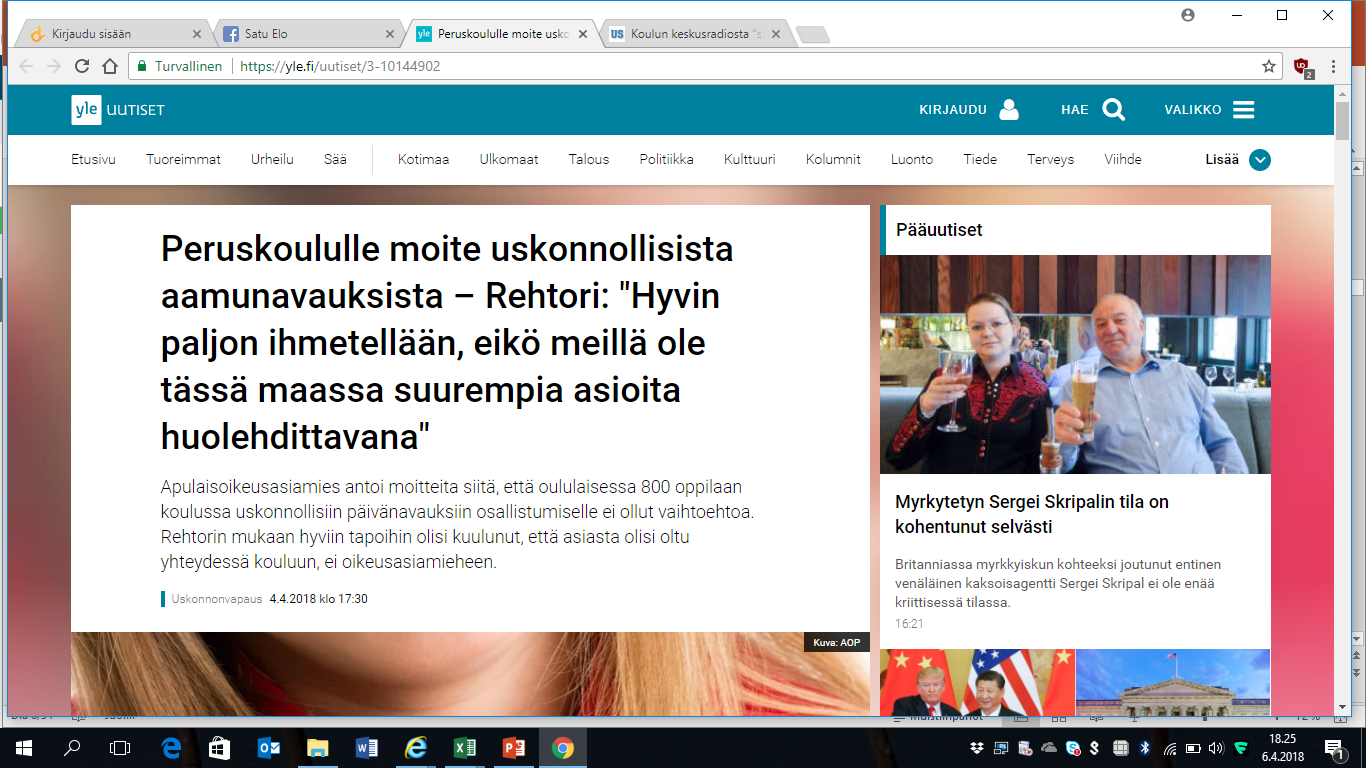 Kirjaudu sisään
Satu Elo
Peruskoululle moite usko
Koulun keskusradiosta "s
Turvallinen
https://yle.fi/uutiset/3-10144902
2
yle UUTISET
KIRJAUDU
HAE
VALIKKO
Etusivu
Tuoreimmat
Urheilu
Sää
Kotimaa
Ulkomaat
Talous
Politiikka
Kulttuuri
Kolumnit
Luonto
Tiede
Terveys
Viihde
Lisää
Peruskoululle moite uskonnollisista
aamunavauksista – Rehtori: "Hyvin
paljon ihmetellään, eikö meillä ole
tässä maassa suurempia asioita
huolehdittavana"
Apulaisoikeusasiamies antoi moitteita siitä, että oululaisessa 800 oppilaan
koulussa uskonnollisiin päivänavauksiin osallistumiselle ei ollut vaihtoehtoa.
Rehtorin mukaan hyviin tapoihin olisi kuulunut, että asiasta olisi oltu
yhteydessä kouluun, ei oikeusasiamieheen.
Uskonnonvapaus 4.4.2018 klo 17:30
Kuva: AOP
Pääuutiset
Myrkytetyn Sergei Skripalin tila on
kohentunut selvästi
Britanniassa myrkkyiskun kohteeksi joutunut entinen
venäläinen kaksoisagentti Sergei Skripal ei ole enää
kriittisessä tilassa.
16:21
18.25
6.4.2018
1